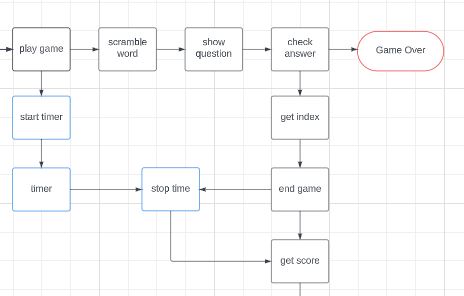 play game
scramble
word
show
question
check
answer
Game Over
start timer
get index
timer
stop time
end game
get score